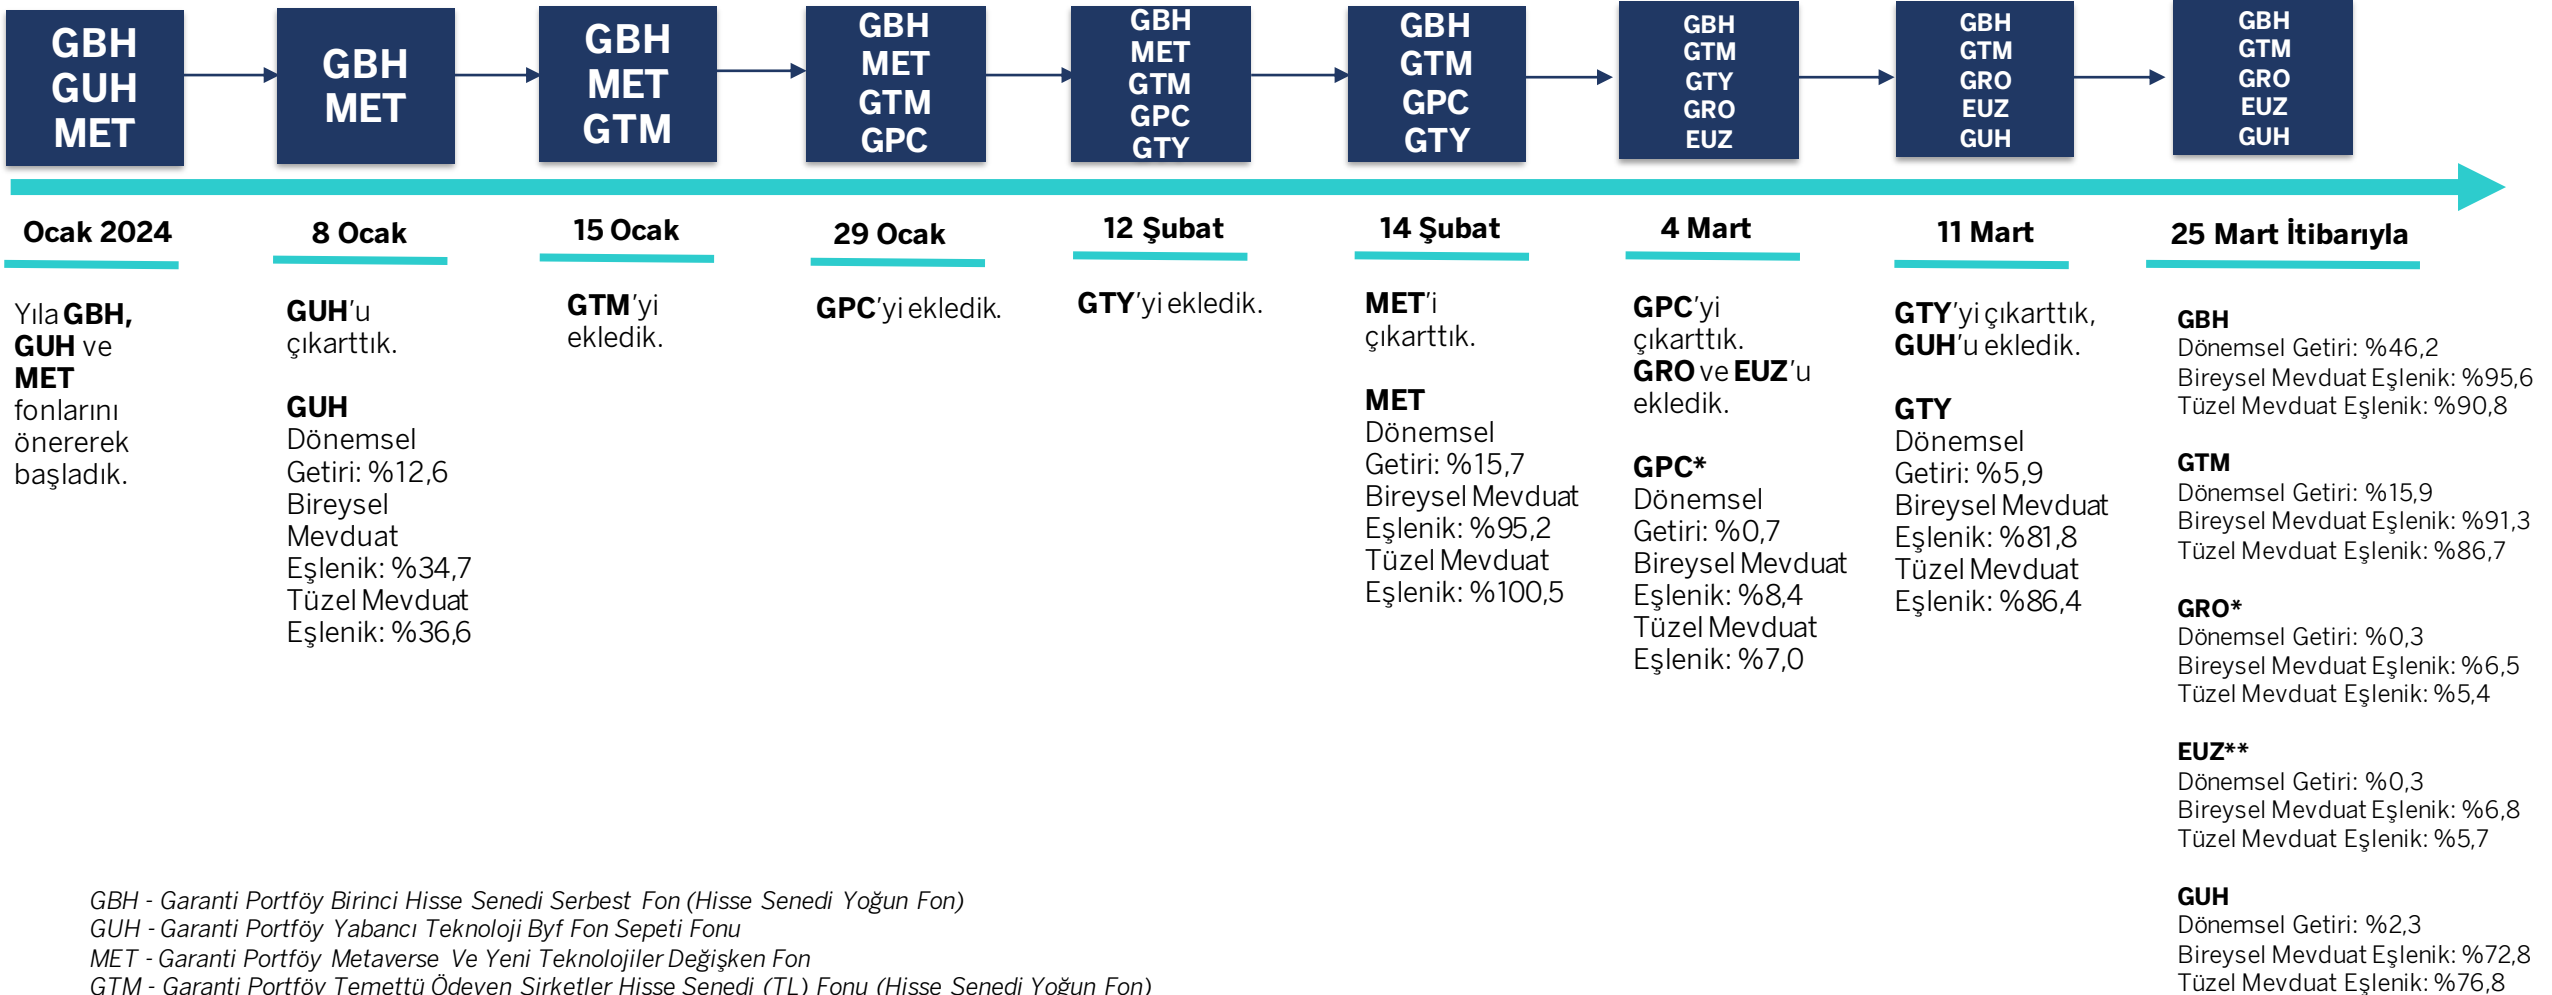 GBH
GUH
MET
GBH
MET
GBH
MET
GTM
GBH
MET
GTM
GPC
GBH
MET
GTM
GPC
GTY
GBH
GTM
GPC
GTY
GBH
GTM
GTY
GRO
EUZ
GBH
GTM
GRO
EUZ
GUH
GBH
GTM
GRO
EUZ
GUH
Ocak 2024
Yıla GBH,
GUH ve
MET
fonlarını
önererek
başladık.
8 Ocak
GUH'u
çıkarttık.
GUH
Dönemsel
Getiri: %12,6
Bireysel
Mevduat
Eşlenik: %34,7
Tüzel Mevduat
Eşlenik: %36,6
15 Ocak
GTM'yi
ekledik.
29 Ocak
GPC'yi ekledik.
12 Şubat
GTY'yi ekledik.
14 Şubat
MET'i
çıkarttık.
MET
Dönemsel
Getiri: %15,7
Bireysel Mevduat
Eşlenik: %95,2
Tüzel Mevduat
Eşlenik: %100,5
4 Mart
GPC'yi
çıkarttık.
GRO ve EUZ'u
ekledik.
GPC*
Dönemsel
Getiri: %0,7
Bireysel Mevduat
Eşlenik: %8,4
Tüzel Mevduat
Eşlenik: %7,0
11 Mart
GTY'yi çıkarttık,
GUH'u ekledik.
GTY
Dönemsel
Getiri: %5,9
Bireysel Mevduat
Eşlenik: %81,8
Tüzel Mevduat
Eşlenik: %86,4
25 Mart İtibarıyla
GBH
Dönemsel Getiri: %46,2
Bireysel Mevduat Eşlenik: %95,6
Tüzel Mevduat Eşlenik: %90,8
GTM
Dönemsel Getiri: %15,9
Bireysel Mevduat Eşlenik: %91,3
Tüzel Mevduat Eşlenik: %86,7
GRO*
Dönemsel Getiri: %0,3
Bireysel Mevduat Eşlenik: %6,5
Tüzel Mevduat Eşlenik: %5,4
EUZ**
Dönemsel Getiri: %0,3
Bireysel Mevduat Eşlenik: %6,8
Tüzel Mevduat Eşlenik: %5,7
GUH
Dönemsel Getiri: %2,3
Bireysel Mevduat Eşlenik: %72,8
Tüzel Mevduat Eşlenik: %76,8
GBH - Garanti Portföy Birinci Hisse Senedi Serbest Fon (Hisse Senedi Yoğun Fon)
GUH - Garanti Portföy Yabancı Teknoloji Byf Fon Sepeti Fonu
MET - Garanti Portföy Metaverse Ve Yeni Teknolojiler Değişken Fon
GTM - Garanti Portföy Temettü Ödeyen Şirketler Hisse Senedi (TL) Fonu (Hisse Senedi Yoğun Fon)